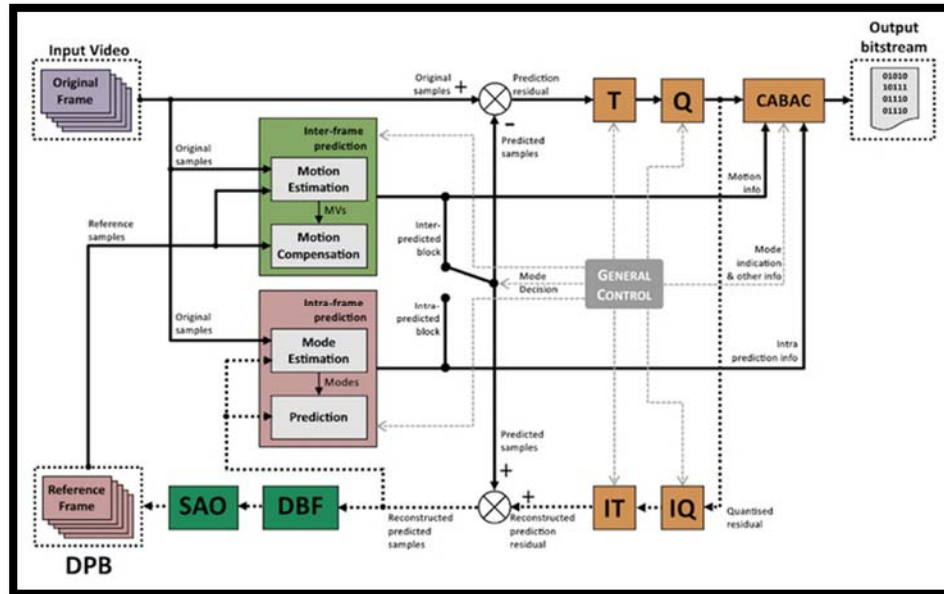 Input Video
Original
Frame
Original
samples
+
Prediction
residual
T
Q
CABAC
Output
bitstream
01010
10111
01110
01110
-
Predicted
samples
Inter-frame
prediction
Original
samples
Motion
Estimation
MVs
Motion
Compensation
Reference
samples
Motion
info
Inter-
predicted
block
Mode
Decision
GENERAL
CONTROL
Mode
indication
& other info
Intra-frame
prediction
Original
samples
Mode
Estimation
Modes
Prediction
Intra-
predicted
block
Intra
prediction info
Predicted
samples
+
Reference
Frame
DPB
SAO
DBF
Reconstructed
predicted
samples
+
Reconstructed
prediction
residual
IT
IQ
Quantised
residual